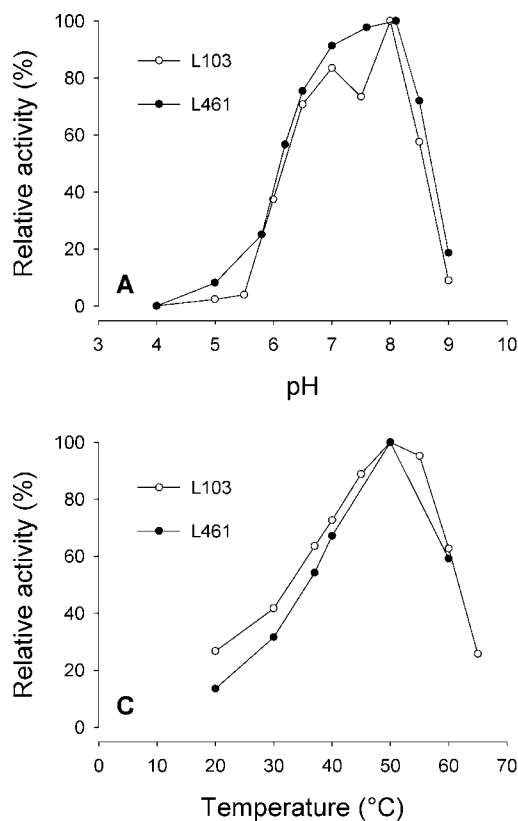 100
80
60
40
20
0
Relative activity (%)
L103
L461
A
3 4 5 6 7 8 9 10
pH
100
80
60
40
20
0
Relative activity (%)
L103
L461
C
0 10 20 30 40 50 60 70
Temperature (°C)